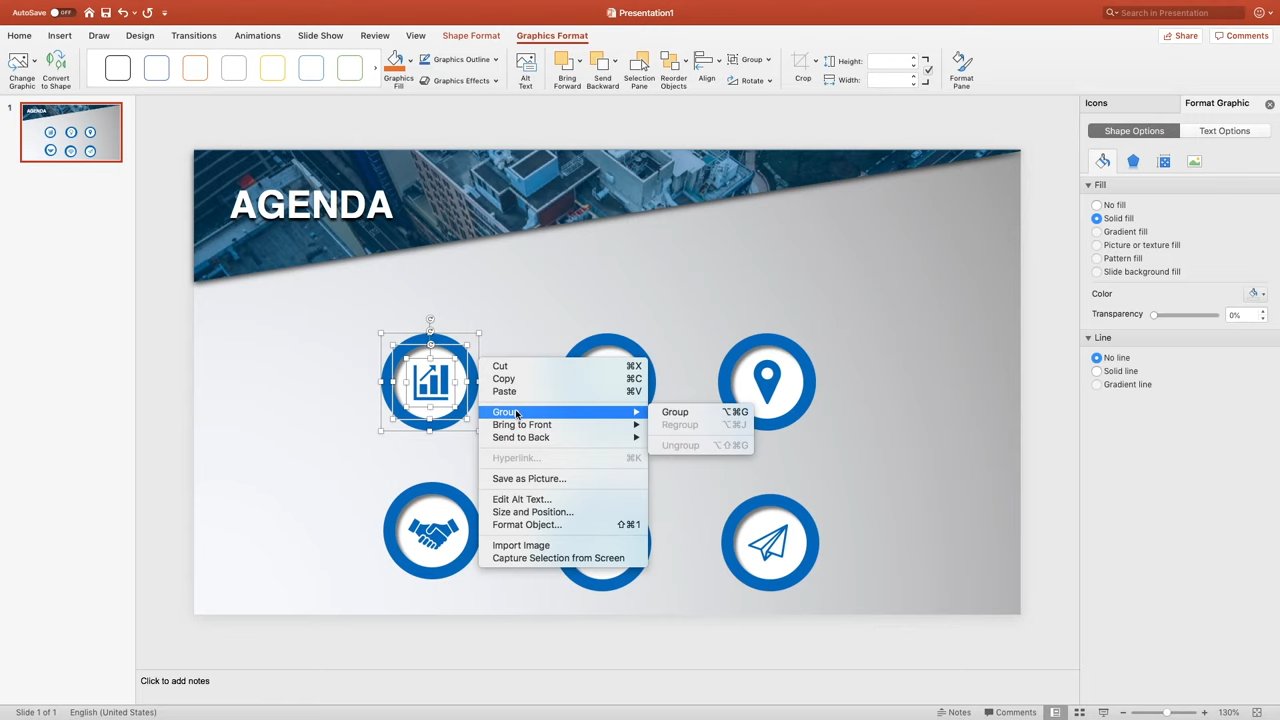 AutoSave OFF
Presentation1
Search in Presentation
Home Insert Draw Design Transitions Animations Slide Show Review View Shape Format Graphics Format
Share Comments
Change Graphic
Convert to Shape
Graphics Fill
Graphics Outline
Graphics Effects
Alt Text
Bring Forward
Send Backward
Selection Pane
Reorder Objects
Align
Group
Rotate
Crop
Height:
Width:
Format Pane
1
AGENDA
AGENDA
Cut ⌘X
Copy ⌘C
Paste ⌘V
Group
Bring to Front
Send to Back
Hyperlink... ⌘K
Save as Picture...
Edit Alt Text...
Size and Position...
Format Object... ⇧⌘1
Import Image
Capture Selection from Screen
Group ⌥⌘G
Regroup ⌥⌘J
Ungroup ⌥⇧⌘G
Icons
Format Graphic
Shape Options Text Options
Fill
No fill
Solid fill
Gradient fill
Picture or texture fill
Pattern fill
Slide background fill
Color
Transparency 0%
Line
No line
Solid line
Gradient line
Click to add notes
Slide 1 of 1 English (United States)
Notes Comments 130%